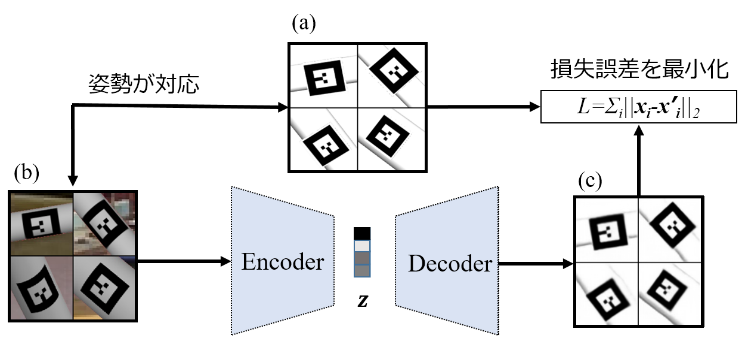 (a)
姿勢が対応
損失誤差を最小化
L=Σi||xi-x′i||2
(b)
(c)
Encoder
Decoder
z